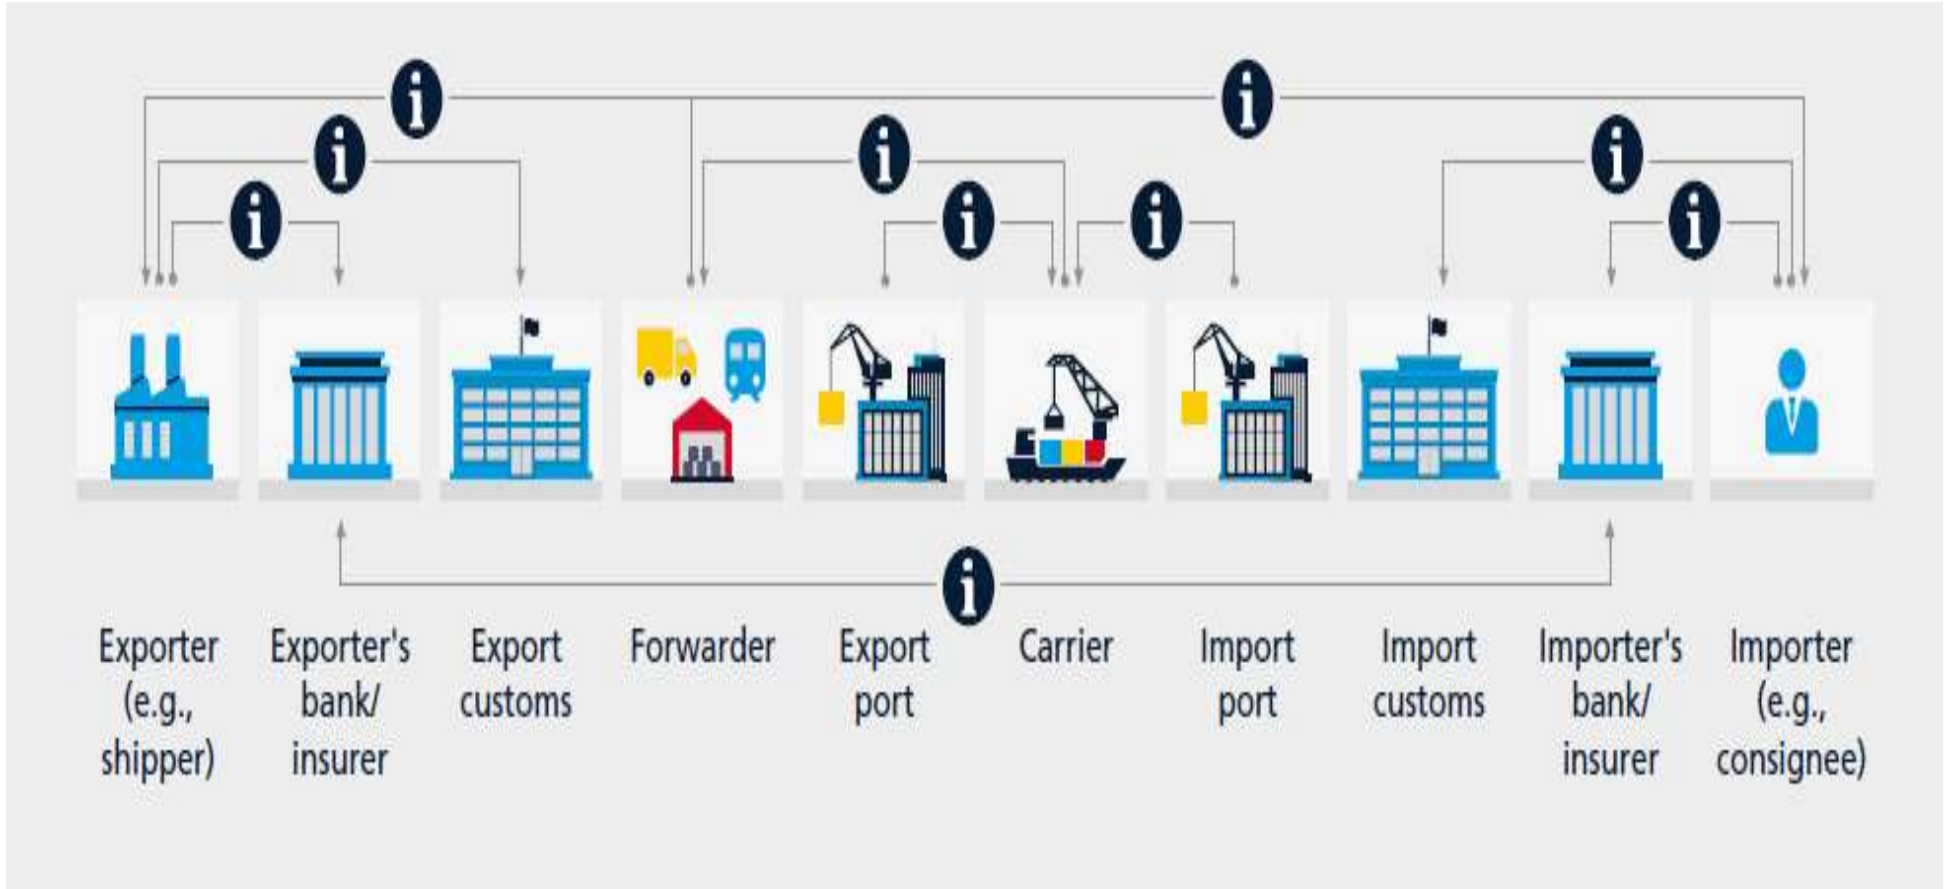 i
i
i
i
i
i
i
i
i
i
Exporter
(e.g.,
shipper)
Exporter's
bank/
insurer
Export
customs
Forwarder
Export
port
Carrier
Import
port
Import
customs
Importer's
bank/
insurer
Importer
(e.g.,
consignee)